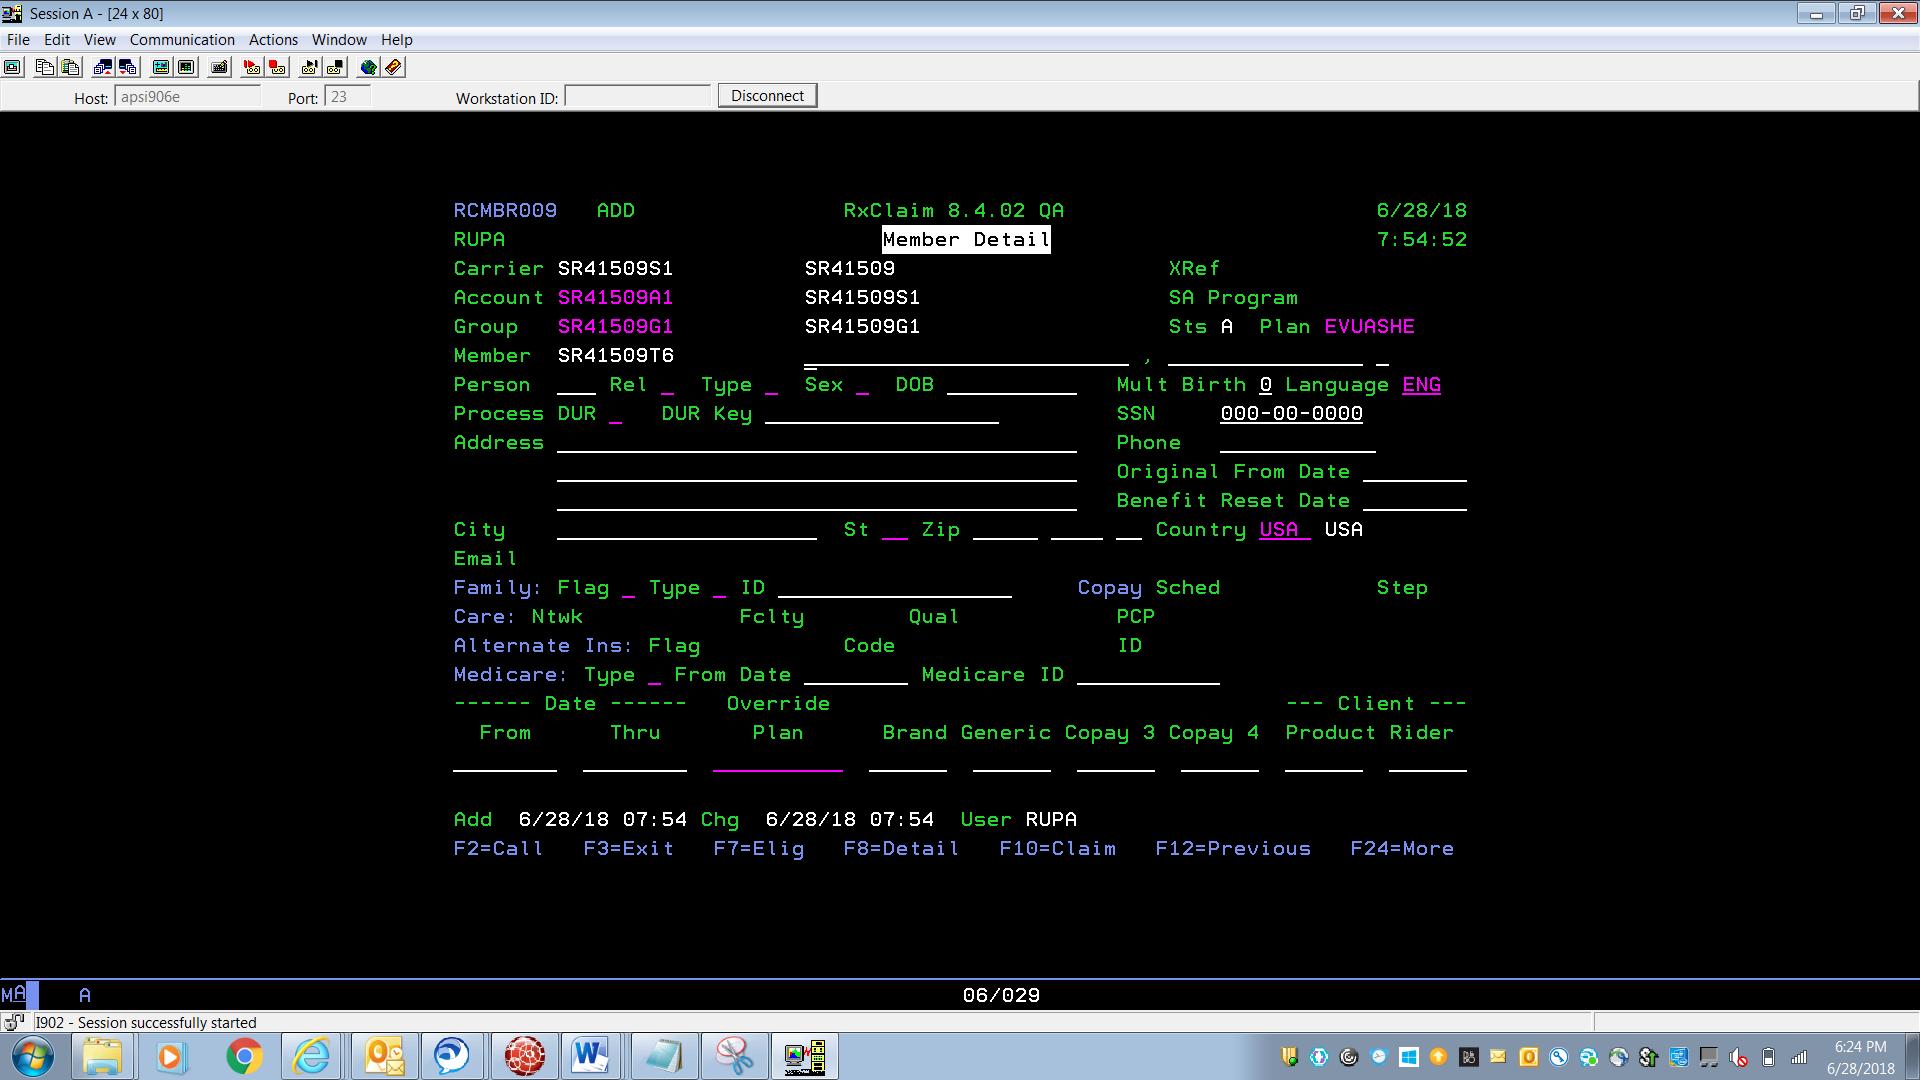 Session A - [24 x 80]
File Edit View Communication Actions Window Help
Host: apsi906e Port: 23 Workstation ID: Disconnect
RCMBR009 ADD RxClaim 8.4.02 QA 6/28/18
RUPA Member Detail 7:54:52
Carrier SR41509S1 SR41509 XRef
Account SR41509A1 SR41509S1 SA Program
Group SR41509G1 SR41509G1 Sts A Plan EVUASHE
Member SR41509T6 ,
Person Rel Type Sex DOB Mult Birth 0 Language ENG
Process DUR DUR Key SSN 000-00-0000
Address Phone
Original From Date
Benefit Reset Date
City St Zip Country USA USA
Email
Family: Flag Type ID Copay Sched Step
Care: Ntwk Fclty Qual PCP
Alternate Ins: Flag Code ID
Medicare: Type From Date Medicare ID
------ Date ------ Override --- Client ---
From Thru Plan Brand Generic Copay 3 Copay 4 Product Rider
Add 6/28/18 07:54 Chg 6/28/18 07:54 User RUPA
F2=Call F3=Exit F7=Elig F8=Detail F10=Claim F12=Previous F24=More
MA A 06/029
I902 - Session successfully started
6:24 PM
6/28/2018